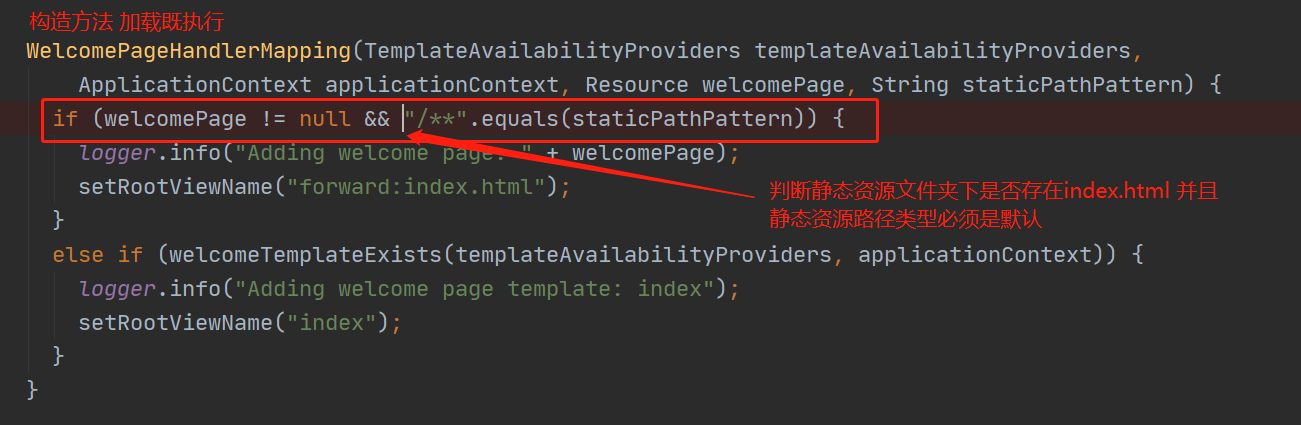 构造方法 加载既执行
WelcomePageHandlerMapping(TemplateAvailabilityProviders templateAvailabilityProviders,
ApplicationContext applicationContext, Resource welcomePage, String staticPathPattern) {
if (welcomePage != null && "/**".equals(staticPathPattern)) {
logger.info("Adding welcome page: " + welcomePage);
setRootViewName("forward:index.html");
判断静态资源文件夹下是否存在index.html 并且
静态资源路径类型必须是默认
}
else if (welcomeTemplateExists(templateAvailabilityProviders, applicationContext)) {
logger.info("Adding welcome page template: index");
setRootViewName("index");
}
}